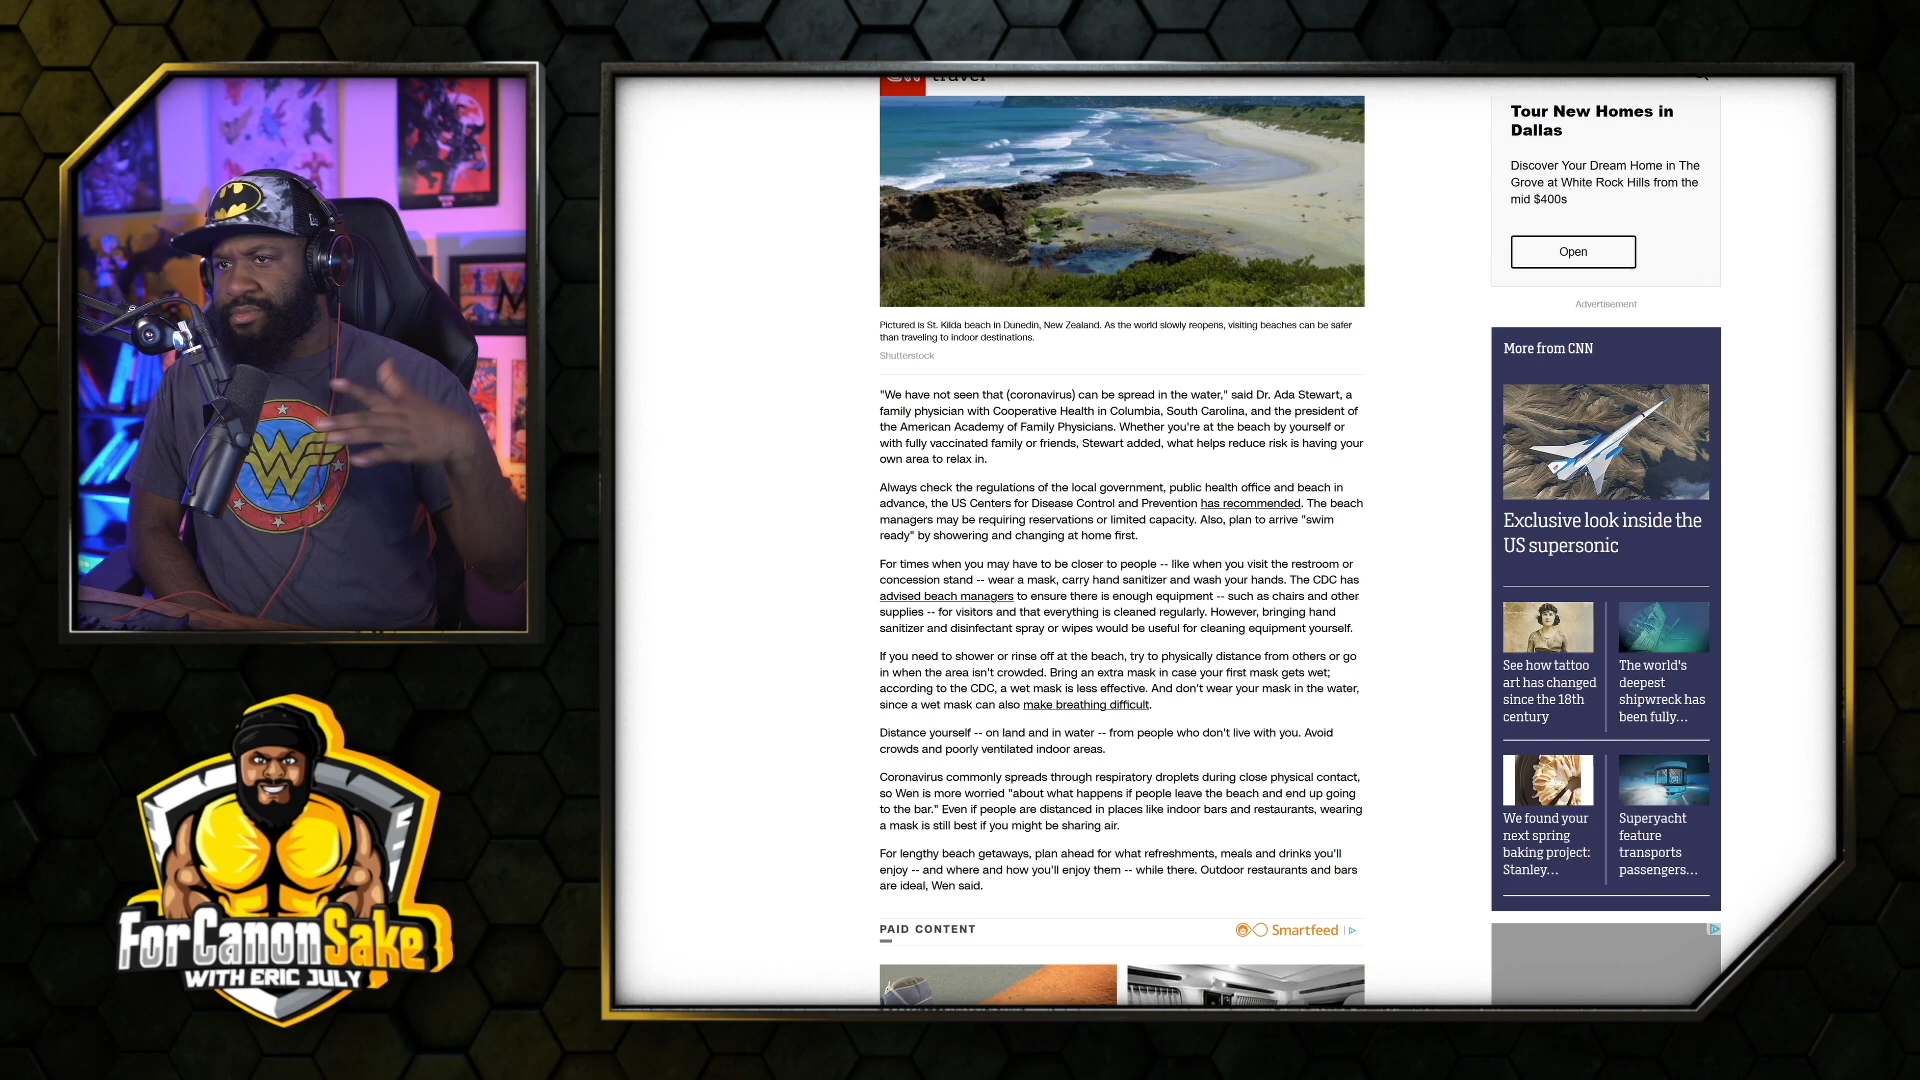 travel
Pictured is St. Kilda beach in Dunedin, New Zealand. As the world slowly reopens, visiting beaches can be safer
than traveling to indoor destinations.
Shutterstock
"We have not seen that (coronavirus) can be spread in the water," said Dr. Ada Stewart, a
family physician with Cooperative Health in Columbia, South Carolina, and the president of
the American Academy of Family Physicians. Whether you're at the beach by yourself or
with fully vaccinated family or friends, Stewart added, what helps reduce risk is having your
own area to relax in.
Always check the regulations of the local government, public health office and beach in
advance, the US Centers for Disease Control and Prevention has recommended. The beach
managers may be requiring reservations or limited capacity. Also, plan to arrive "swim
ready" by showering and changing at home first.
For times when you may have to be closer to people -- like when you visit the restroom or
concession stand -- wear a mask, carry hand sanitizer and wash your hands. The CDC has
advised beach managers to ensure there is enough equipment -- such as chairs and other
supplies -- for visitors and that everything is cleaned regularly. However, bringing hand
sanitizer and disinfectant spray or wipes would be useful for cleaning equipment yourself.
If you need to shower or rinse off at the beach, try to physically distance from others or go
in when the area isn't crowded. Bring an extra mask in case your first mask gets wet;
according to the CDC, a wet mask is less effective. And don't wear your mask in the water,
since a wet mask can also make breathing difficult.
Distance yourself -- on land and in water -- from people who don't live with you. Avoid
crowds and poorly ventilated indoor areas.
Coronavirus commonly spreads through respiratory droplets during close physical contact,
so Wen is more worried "about what happens if people leave the beach and end up going
to the bar." Even if people are distanced in places like indoor bars and restaurants, wearing
a mask is still best if you might be sharing air.
For lengthy beach getaways, plan ahead for what refreshments, meals and drinks you'll
enjoy -- and where and how you'll enjoy them -- while there. Outdoor restaurants and bars
are ideal, Wen said.
PAID CONTENT
Smartfeed
Tour New Homes in
Dallas
Discover Your Dream Home in The
Grove at White Rock Hills from the
mid $400s
Open
Advertisement
More from CNN
Exclusive look inside the
US supersonic
See how tattoo
art has changed
since the 18th
century
The world's
deepest
shipwreck has
been fully...
We found your
next spring
baking project:
Stanley...
Superyacht
feature
transports
passengers...
ForCanonSake
WITH ERIC JULY